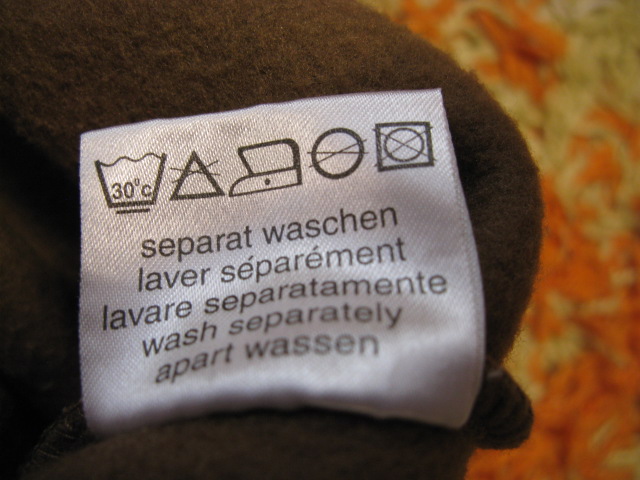 30°c
separat waschen
laver séparément
lavare separatamente
wash separately
apart wassen